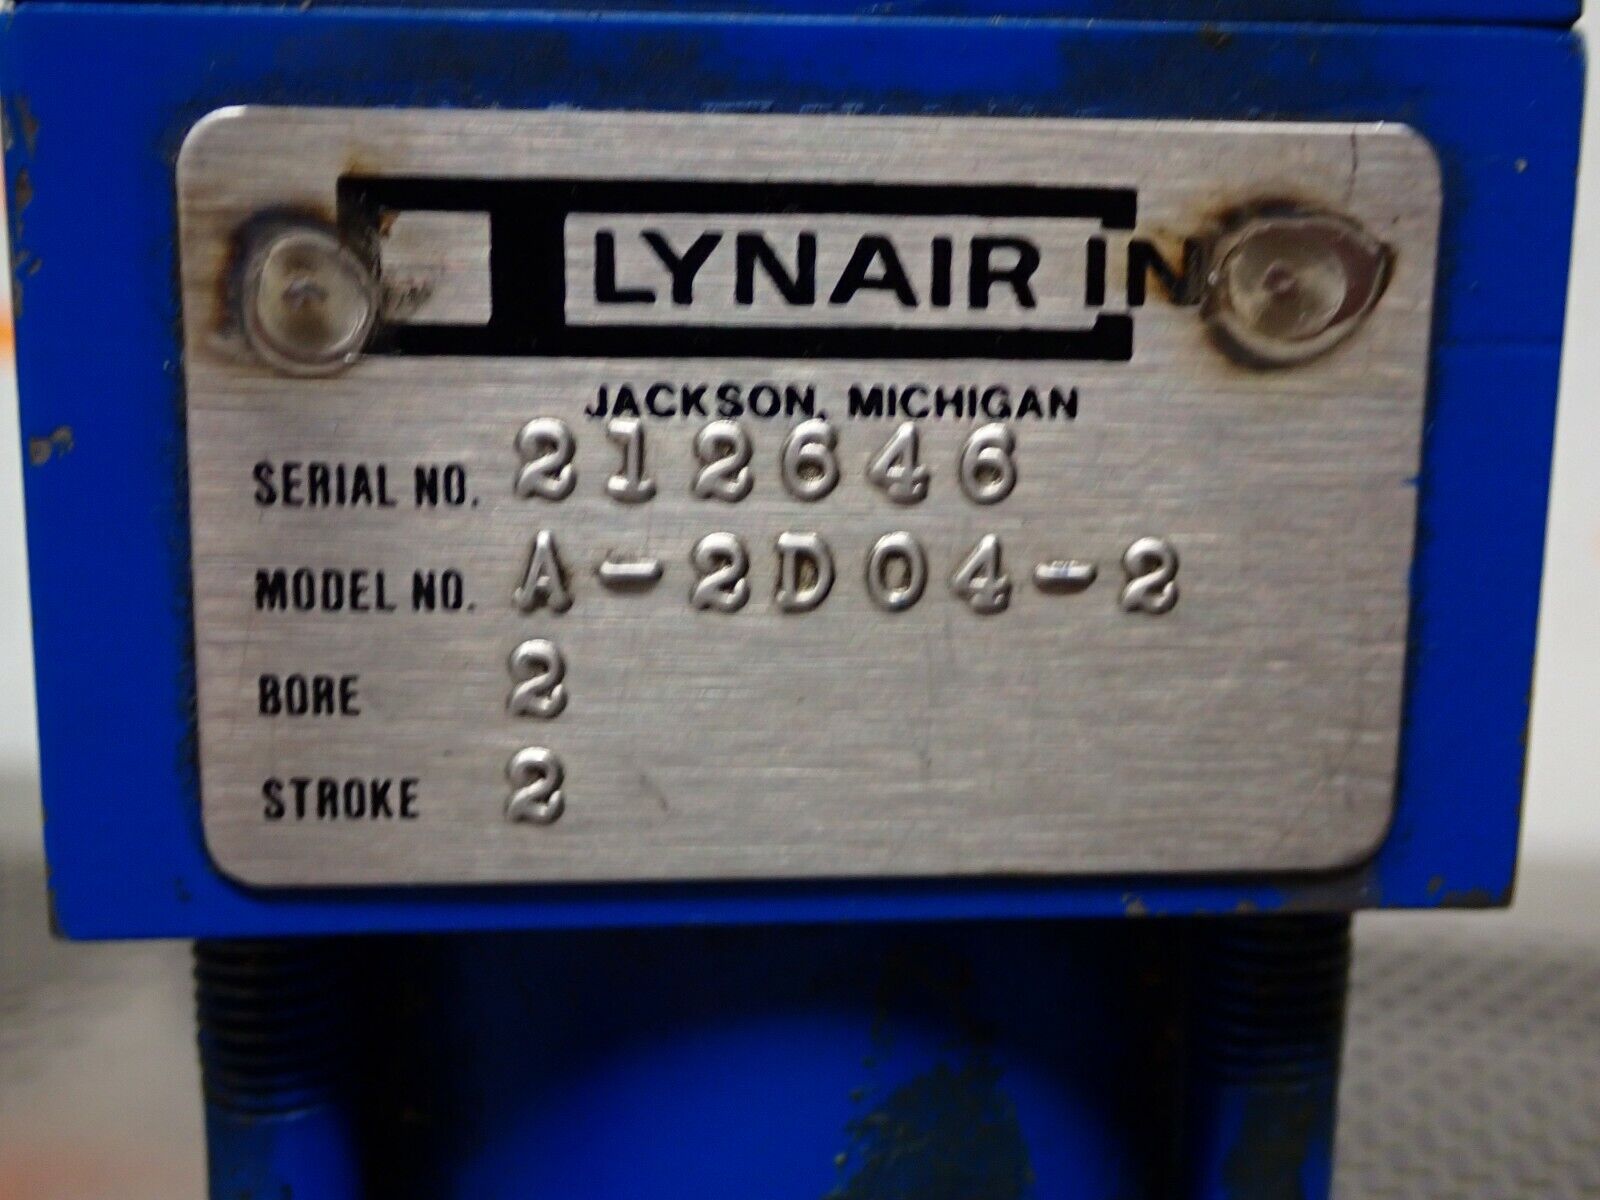 LYNAIR IN
JACKSON, MICHIGAN
SERIAL NO. 212646
MODEL NO. A-2D04-2
BORE 2
STROKE 2